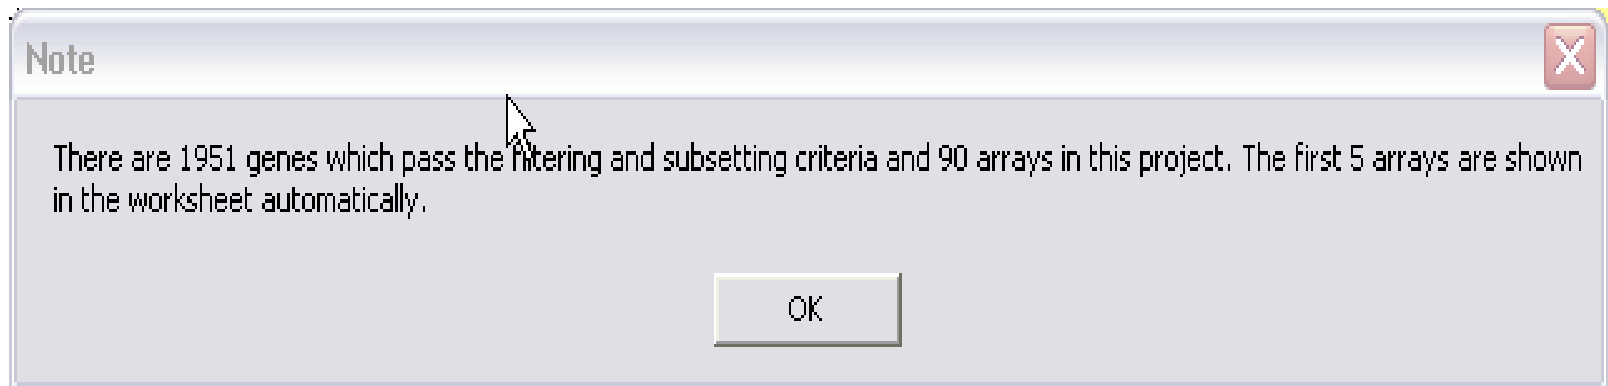 Note
There are 1951 genes which pass the filtering and subsetting criteria and 90 arrays in this project. The first 5 arrays are shown
in the worksheet automatically.
OK